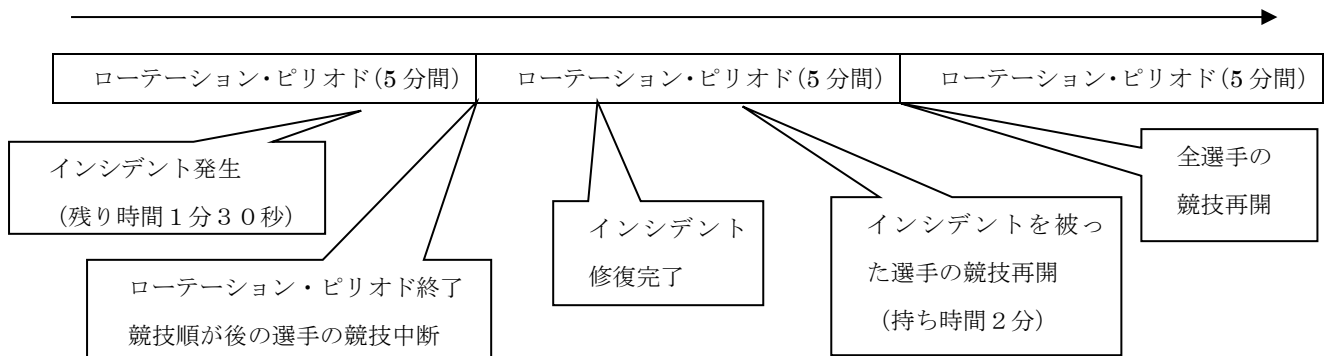 ローテーション・ピリオド(5 分間)
ローテーション・ピリオド(5 分間)
ローテーション・ピリオド(5 分間)
インシデント発生
(残り時間１分３０秒)
ローテーション・ピリオド終了
競技順が後の選手の競技中断
インシデント
修復完了
インシデントを被っ
た選手の競技再開
(持ち時間２分)
全選手の
競技再開